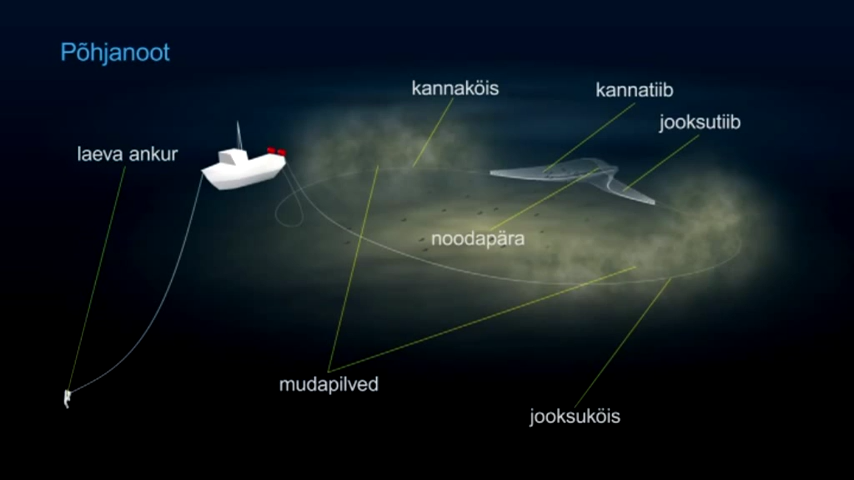 Põhjanoot
kannaköis
kannatiib
jooksutiib
laeva ankur
noodapära
mudapilved
jooksuköis